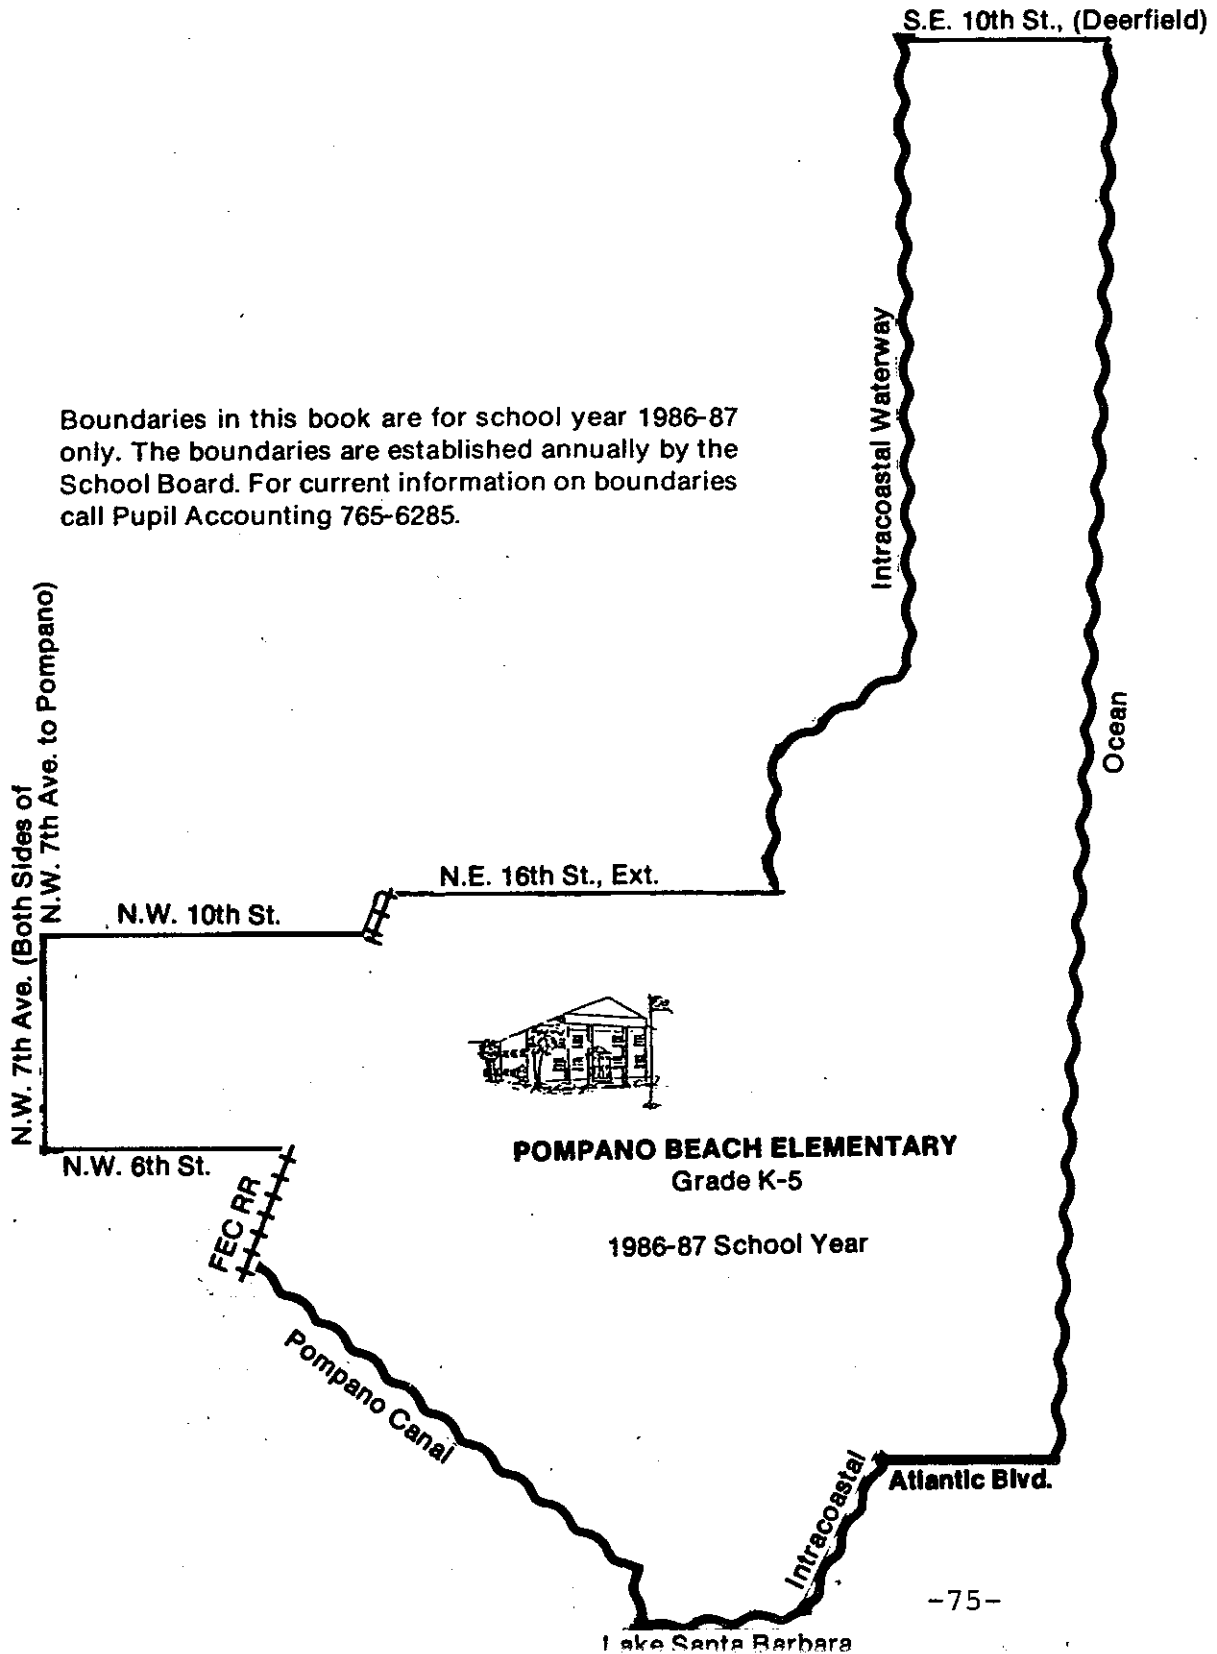 S.E. 10th St., (Deerfield)
Intracoastal Waterway
Boundaries in this book are for school year 1986-87
only. The boundaries are established annually by the
School Board. For current information on boundaries
call Pupil Accounting 765-6285.
Ocean
N.W. 7th Ave. (Both Sides of
N.W. 7th Ave. to Pompano)
N.E. 16th St., Ext.
N.W. 10th St.
N.W. 6th St.
POMPANO BEACH ELEMENTARY
Grade K-5
FEC RR
1986-87 School Year
Pompano Canal
Intracoastal
Atlantic Blvd.
-75-
Lake Santa Barbara